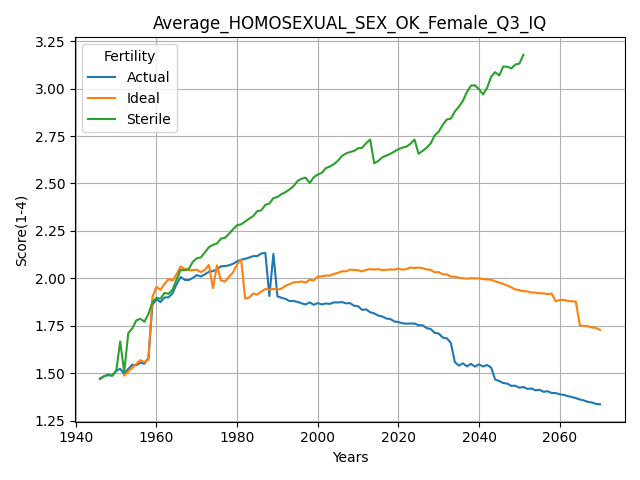 Average_HOMOSEXUAL_SEX_OK_Female_Q3_IQ
Fertility
Actual
Ideal
Sterile
Score(1-4)
3.25
3.00
2.75
2.50
2.25
2.00
1.75
1.50
1.25
1940 1960 1980 2000 2020 2040 2060
Years